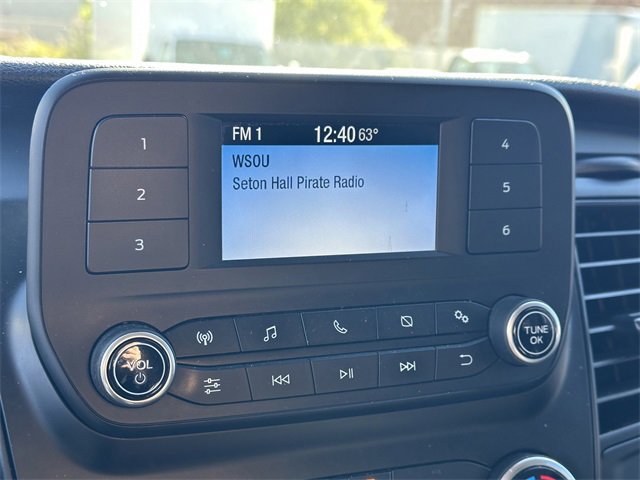 FM 1 12:40 63°
WSOU
Seton Hall Pirate Radio
1
2
3
4
5
6
VOL
TUNE
OK